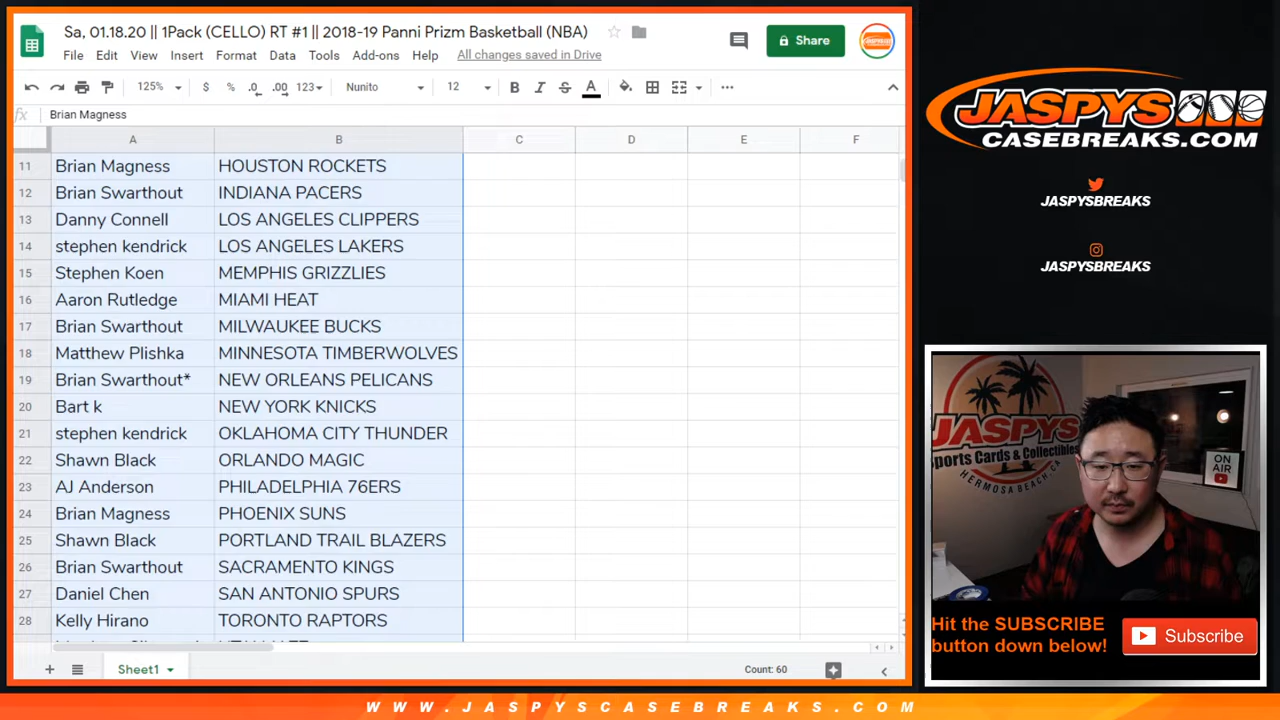 Sa, 01.18.20 || 1Pack (CELLO) RT #1 || 2018-19 Panni Prizm Basketball (NBA)
File Edit View Insert Format Data Tools Add-ons Help All changes saved in Drive
Share
125% $ % .0 .00 123 Nunito 12 B I S A
fx Brian Magness
A B C D E F
11 Brian Magness HOUSTON ROCKETS
12 Brian Swarthout INDIANA PACERS
13 Danny Connell LOS ANGELES CLIPPERS
14 stephen kendrick LOS ANGELES LAKERS
15 Stephen Koen MEMPHIS GRIZZLIES
16 Aaron Rutledge MIAMI HEAT
17 Brian Swarthout MILWAUKEE BUCKS
18 Matthew Plishka MINNESOTA TIMBERWOLVES
19 Brian Swarthout* NEW ORLEANS PELICANS
20 Bart k NEW YORK KNICKS
21 stephen kendrick OKLAHOMA CITY THUNDER
22 Shawn Black ORLANDO MAGIC
23 AJ Anderson PHILADELPHIA 76ERS
24 Brian Magness PHOENIX SUNS
25 Shawn Black PORTLAND TRAIL BLAZERS
26 Brian Swarthout SACRAMENTO KINGS
27 Daniel Chen SAN ANTONIO SPURS
28 Kelly Hirano TORONTO RAPTORS
Sheet1
Count: 60
JASPYS
CASEBREAKS.COM
JASPYSBREAKS
JASPYSBREAKS
JASPYS
Sports Cards & Collectibles
HERMOSA BEACH, CA
ON
AIR
Hit the SUBSCRIBE
button down below!
Subscribe
WWW.JASPYSCASEBREAKS.COM